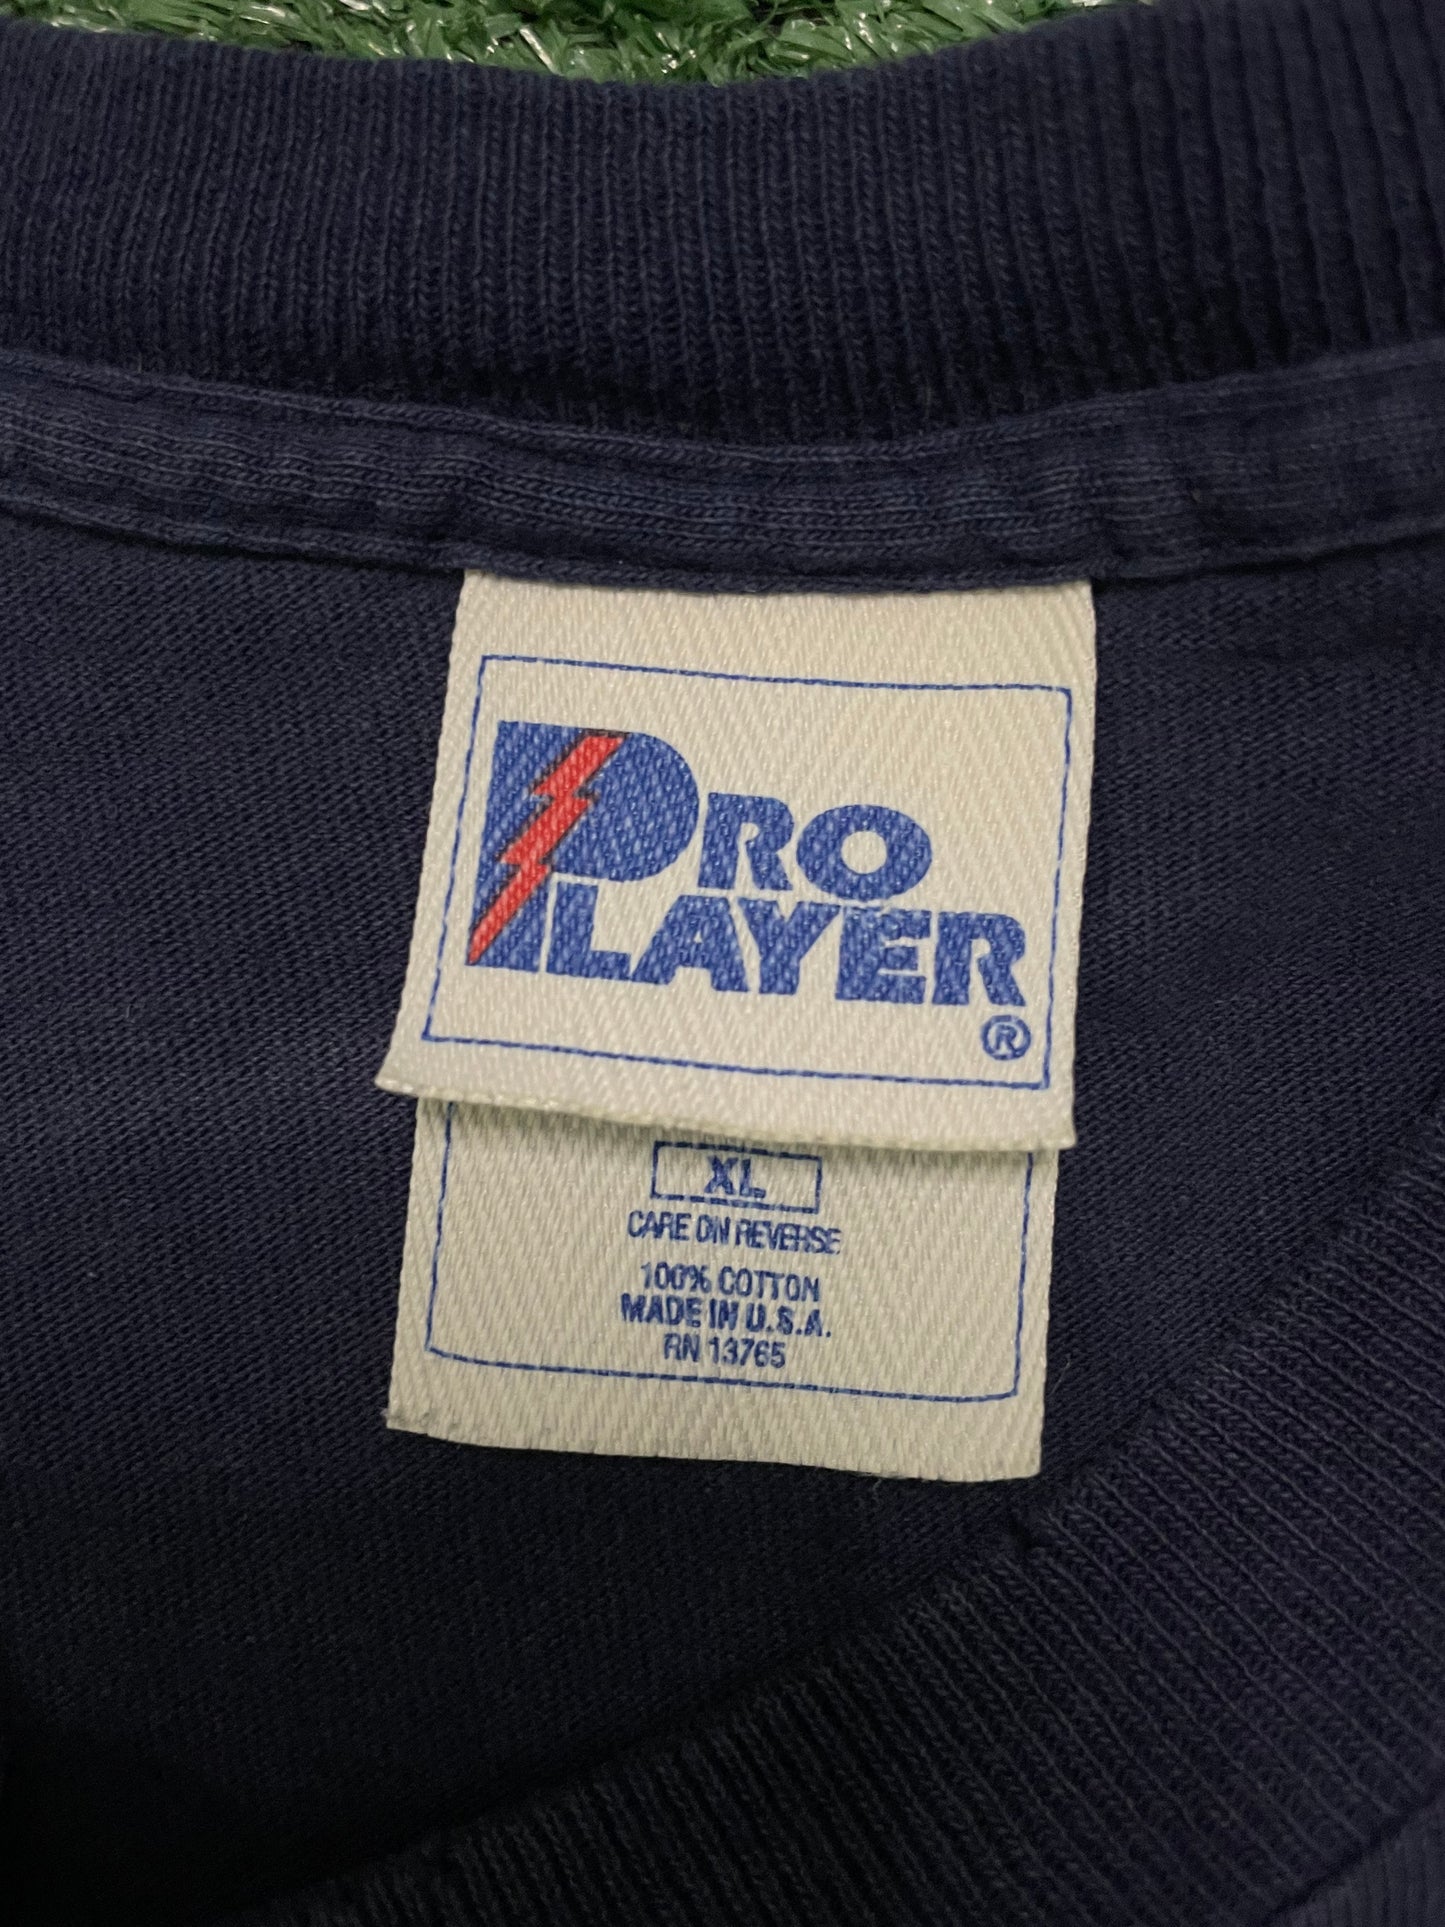 PRO
PLAYER
®
XL
CARE ON REVERSE
100% COTTON
MADE IN U.S.A.
RN 13765